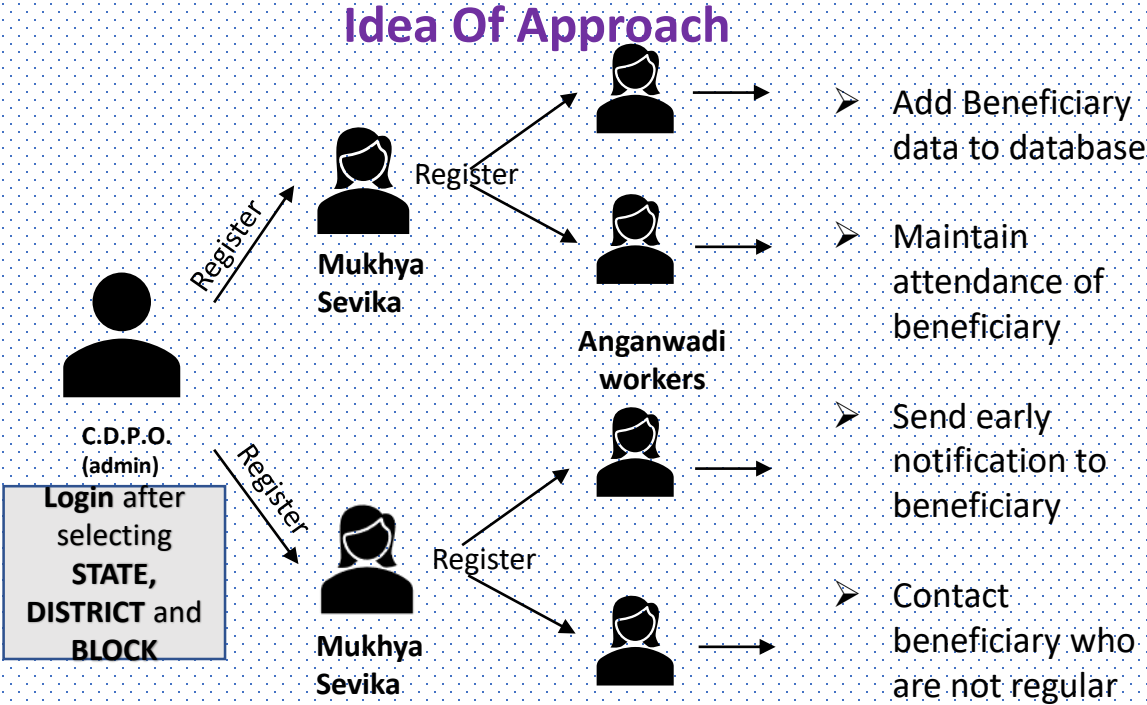 Idea Of Approach
Register
Mukhya
Sevika
Register
Anganwadi
workers
C.D.P.O.
(admin)
Login after
selecting
STATE,
DISTRICT and
BLOCK
Register
Mukhya
Sevika
Register
➢ Add Beneficiary
data to database
➢ Maintain
attendance of
beneficiary
➢ Send early
notification to
beneficiary
➢ Contact
beneficiary who
are not regular